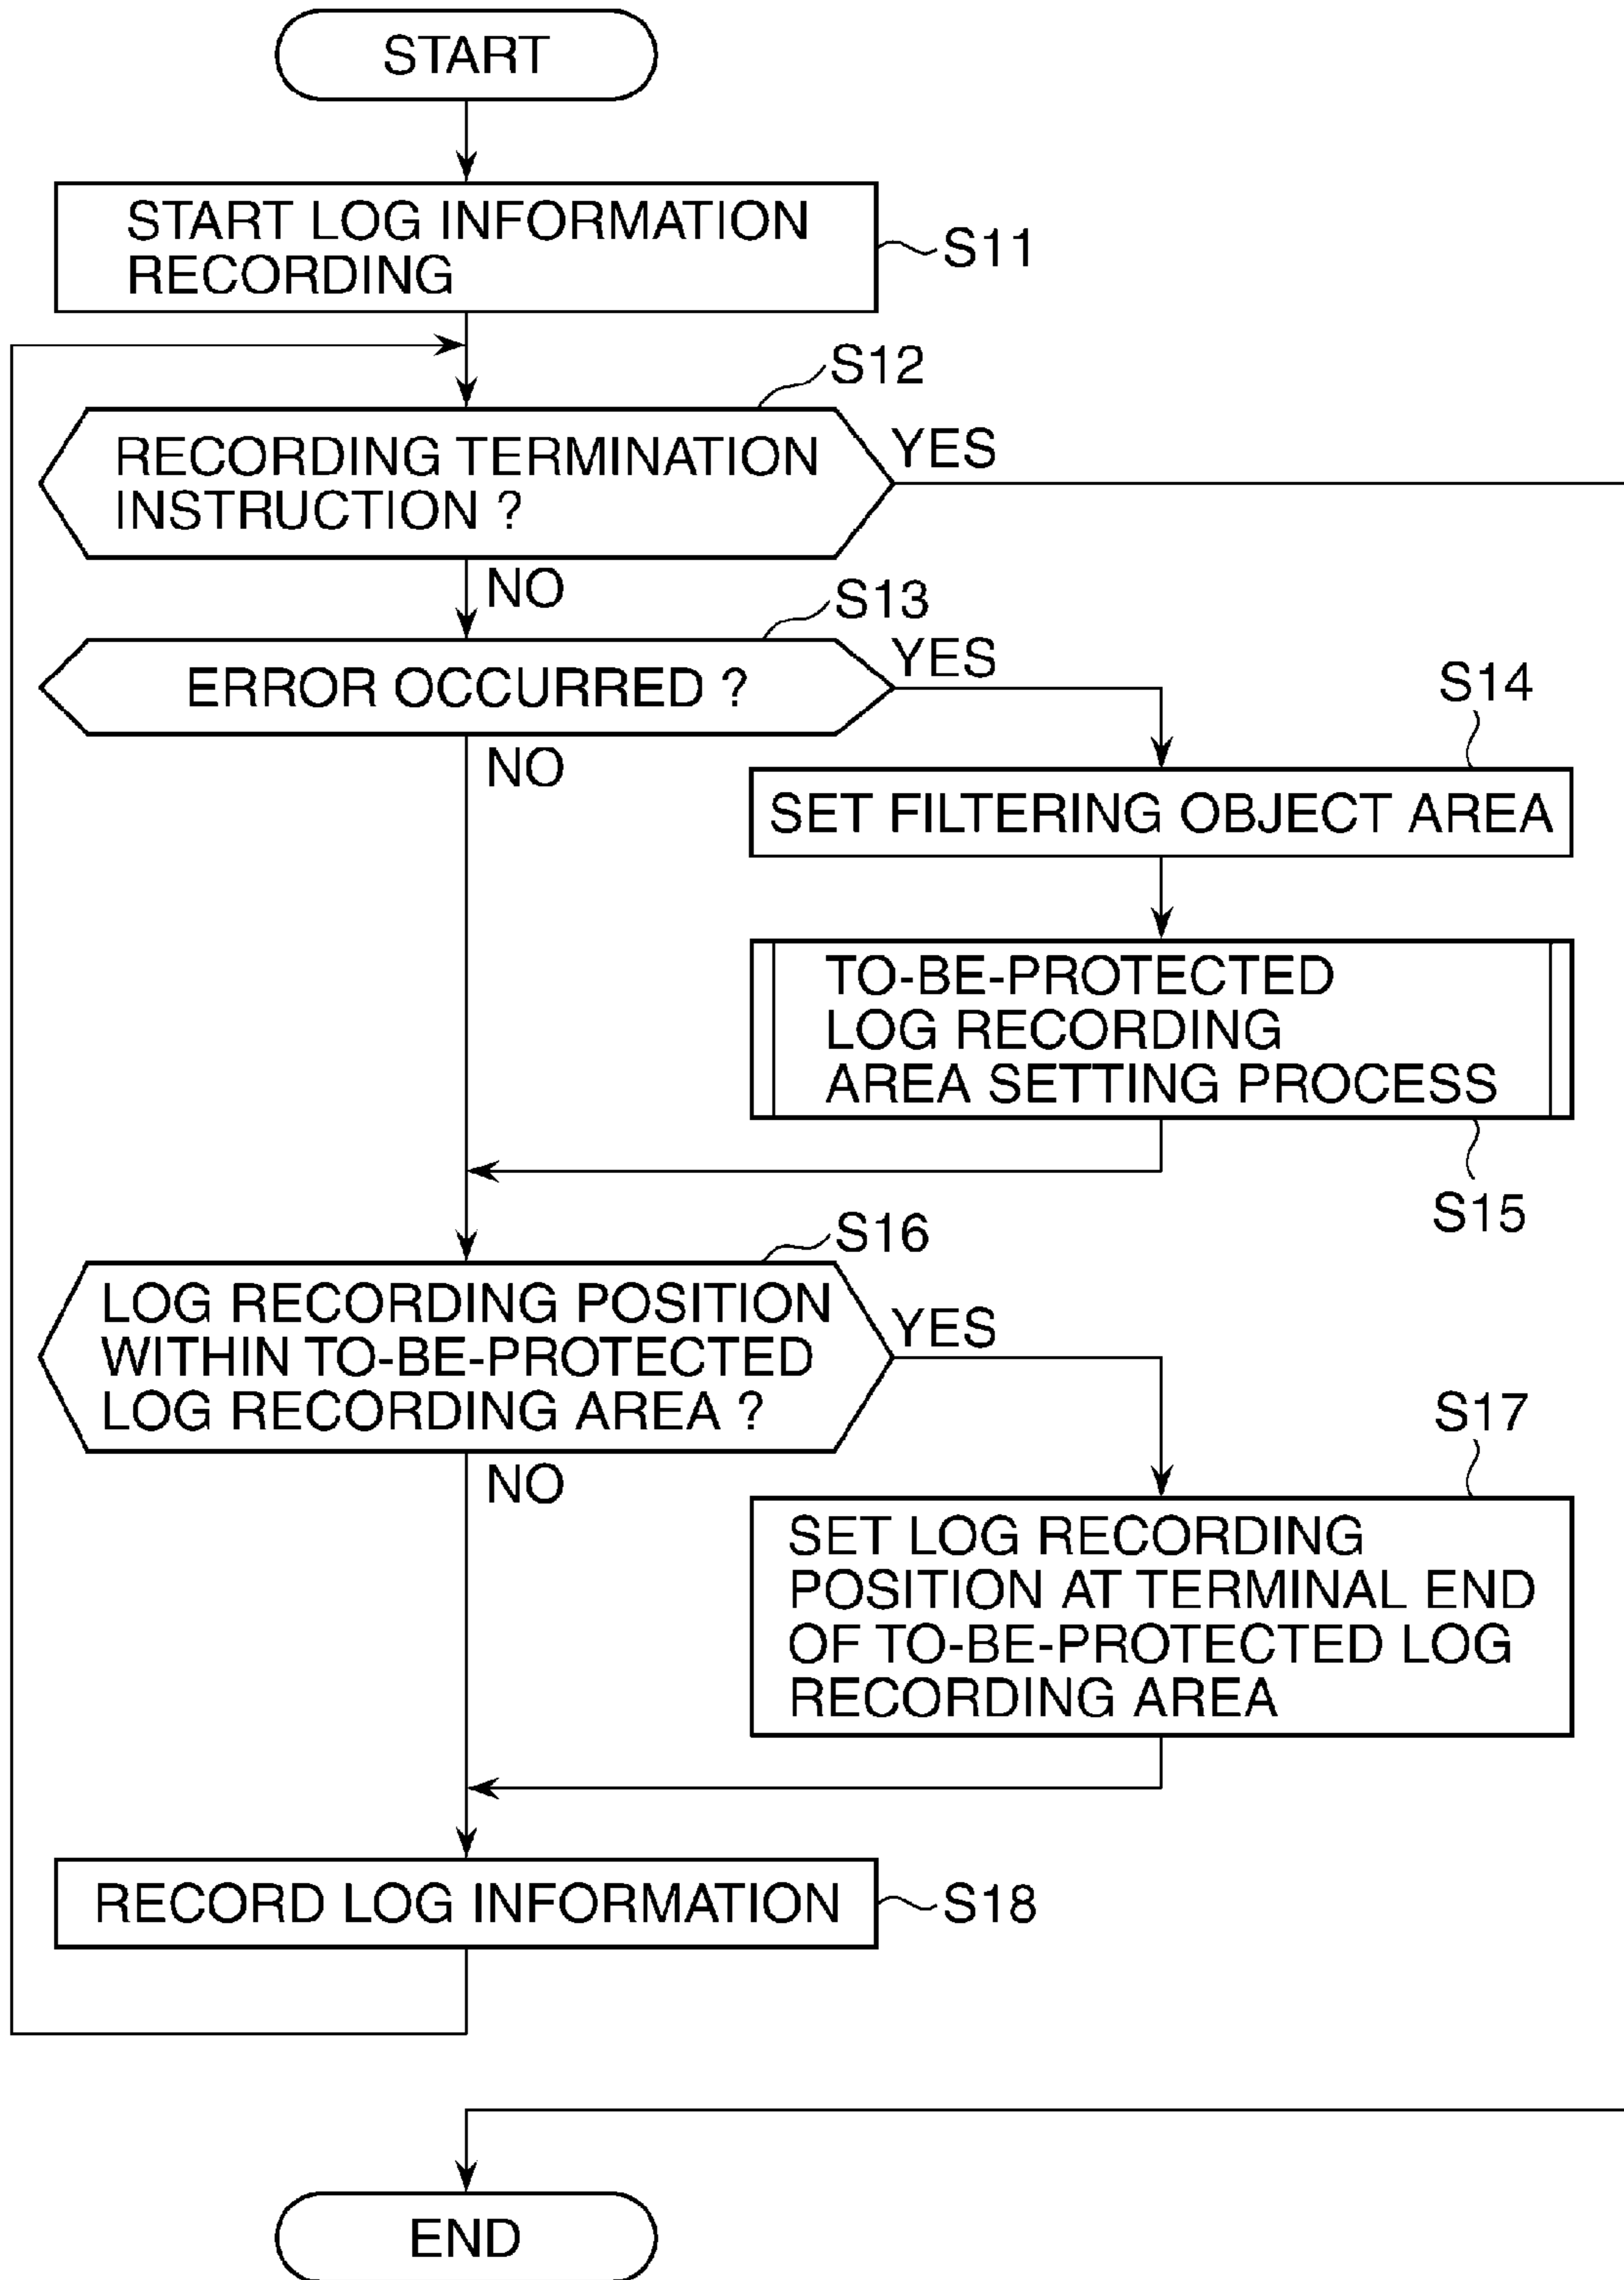 START
START LOG INFORMATION
RECORDING
S11
S12
RECORDING TERMINATION
INSTRUCTION ?
YES
NO
S13
ERROR OCCURRED ?
YES
NO
S14
SET FILTERING OBJECT AREA
TO-BE-PROTECTED
LOG RECORDING
AREA SETTING PROCESS
S15
S16
LOG RECORDING POSITION
WITHIN TO-BE-PROTECTED
LOG RECORDING AREA ?
YES
NO
S17
SET LOG RECORDING
POSITION AT TERMINAL END
OF TO-BE-PROTECTED LOG
RECORDING AREA
RECORD LOG INFORMATION
S18
END